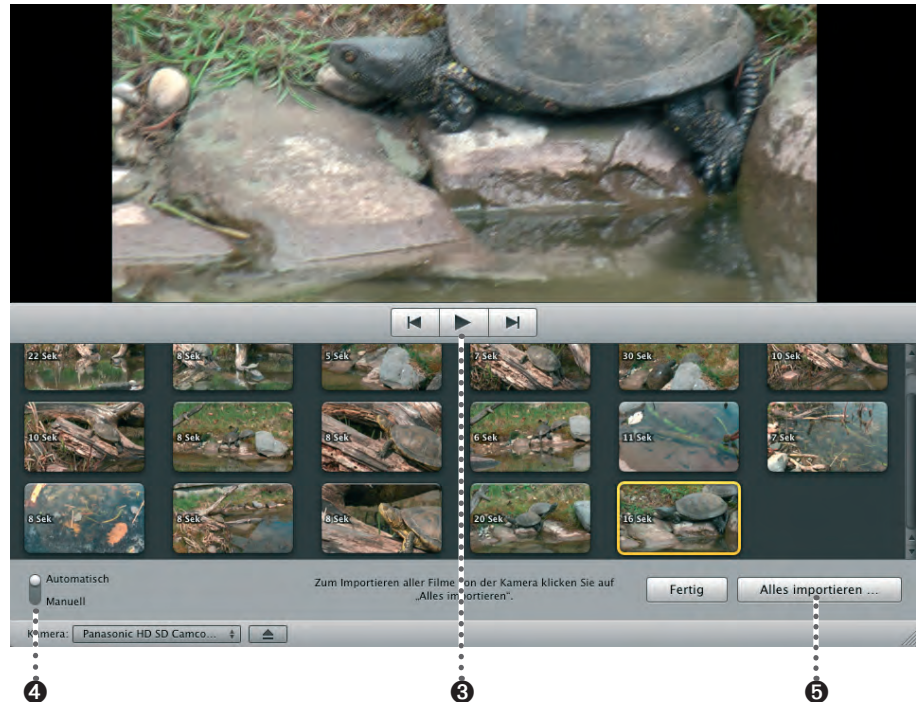 22 Sek 8 Sek 5 Sek 7 Sek 30 Sek 10 Sek
10 Sek 8 Sek 8 Sek 6 Sek 11 Sek 7 Sek
8 Sek 8 Sek 8 Sek 20 Sek 16 Sek
Automatisch
Manuell
Zum Importieren aller Filme von der Kamera klicken Sie auf
„Alles importieren".
Fertig
Alles importieren ...
Kamera: Panasonic HD SD Camco...
❹ ❸ ❺